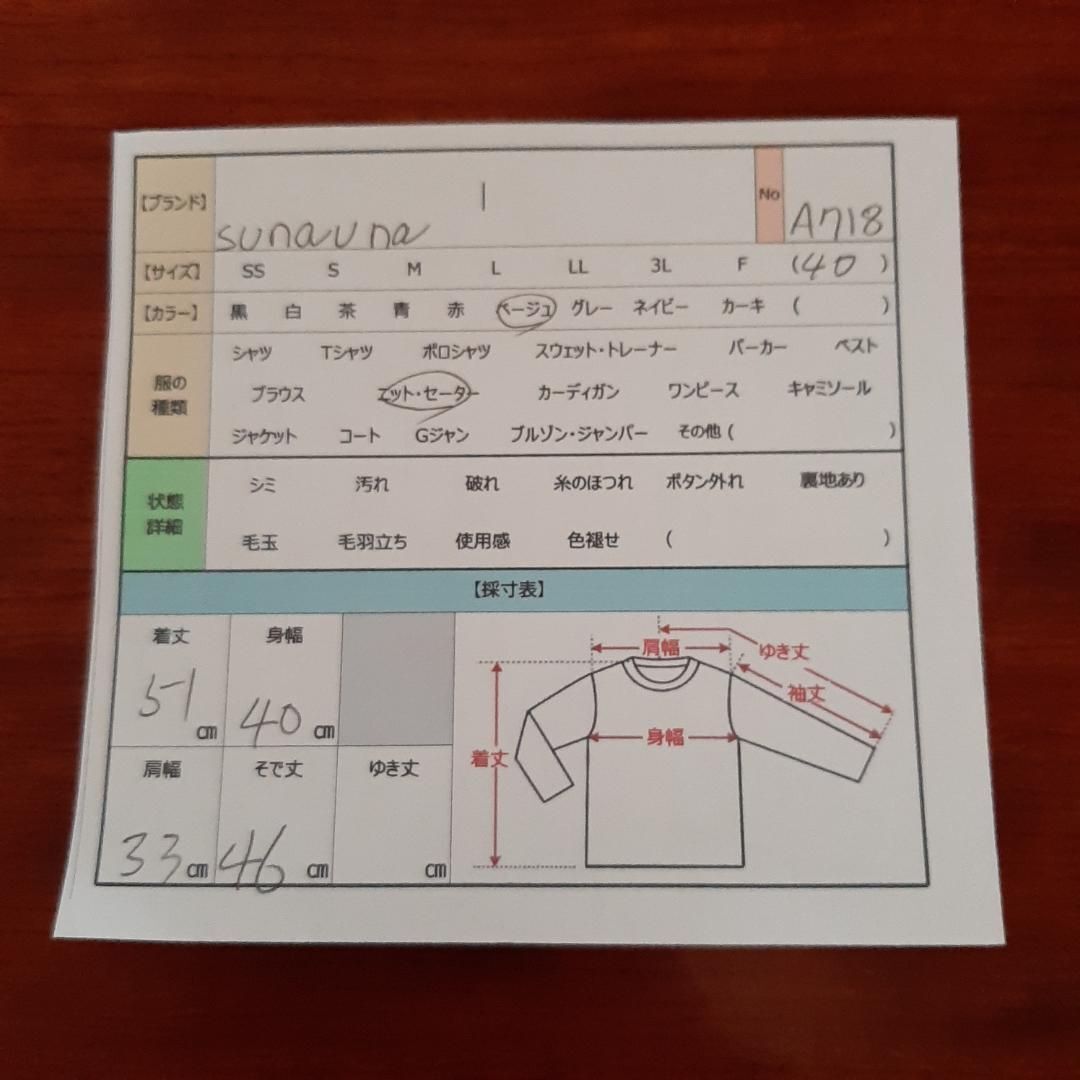 【ブランド】 sunauna | No A718
【サイズ】 SS S M L LL 3L F (40)
【カラー】 黒 白 茶 青 赤 ベージュ グレー ネイビー カーキ ( )
服の種類
シャツ Tシャツ ポロシャツ スウェット・トレーナー パーカー ベスト
ブラウス ニット・セーター カーディガン ワンピース キャミソール
ジャケット コート Gジャン ブルゾン・ジャンパー その他 ( )
状態詳細
シミ 汚れ 破れ 糸のほつれ ボタン外れ 裏地あり
毛玉 毛羽立ち 使用感 色褪せ ( )
【採寸表】
着丈 身幅
51 cm 40 cm
肩幅 そで丈 ゆき丈
33 cm 46 cm cm
肩幅 ゆき丈
袖丈
身幅
着丈